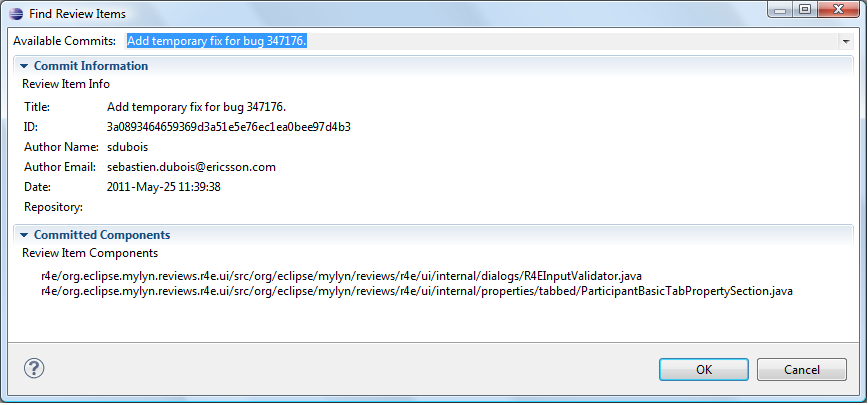 Find Review Items
Available Commits: Add temporary fix for bug 347176.
Commit Information
Review Item Info
Title: Add temporary fix for bug 347176.
ID: 3a0893464659369d3a51e5e76ec1ea0bee97d4b3
Author Name: sdubois
Author Email: sebastien.dubois@ericsson.com
Date: 2011-May-25 11:39:38
Repository:
Committed Components
Review Item Components
r4e/org.eclipse.mylyn.reviews.r4e.ui/src/org/eclipse/mylyn/reviews/r4e/ui/internal/dialogs/R4EInputValidator.java
r4e/org.eclipse.mylyn.reviews.r4e.ui/src/org/eclipse/mylyn/reviews/r4e/ui/internal/properties/tabbed/ParticipantBasicTabPropertySection.java
? OK Cancel